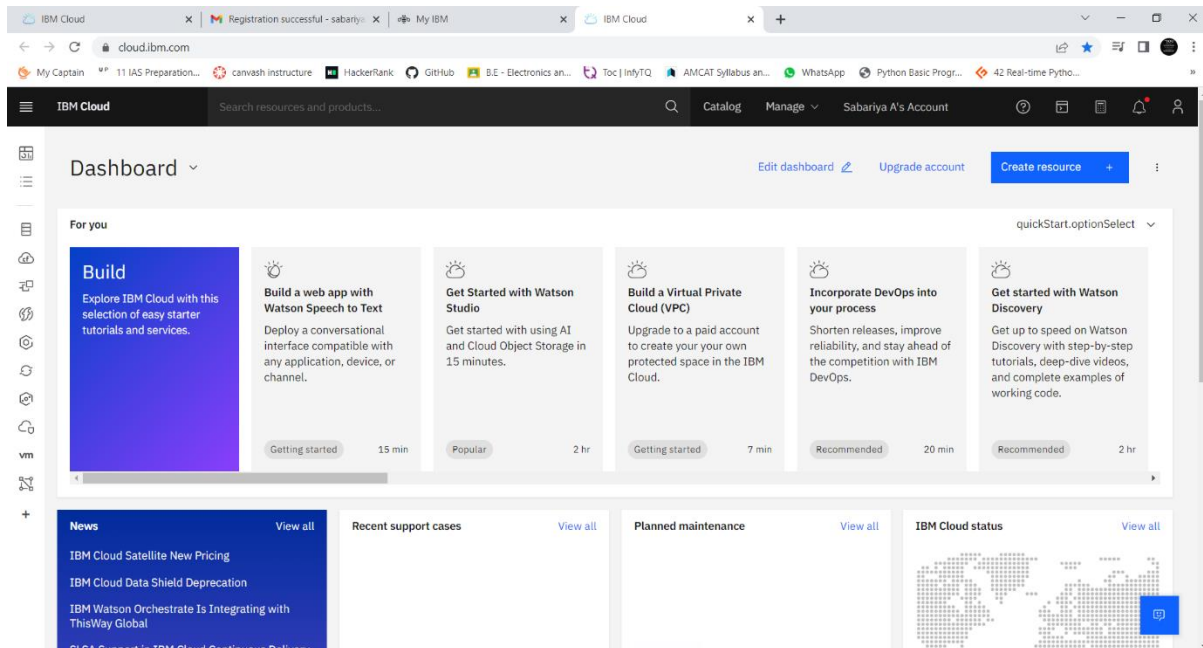 IBM Cloud
Registration successful - sabariya
My IBM
IBM Cloud
cloud.ibm.com
My Captain
11 IAS Preparation...
canvash instructure
HackerRank
GitHub
B.E - Electronics an...
Toc | InfyTQ
AMCAT Syllabus an...
WhatsApp
Python Basic Progr...
42 Real-time Pytho...
IBM Cloud
Search resources and products...
Catalog
Manage
Sabariya A's Account
Dashboard
Edit dashboard
Upgrade account
Create resource +
For you
quickStart.optionSelect
Build
Explore IBM Cloud with this
selection of easy starter
tutorials and services.
Build a web app with
Watson Speech to Text
Deploy a conversational
interface compatible with
any application, device, or
channel.
Getting started 15 min
Get Started with Watson
Studio
Get started with using AI
and Cloud Object Storage in
15 minutes.
Popular 2 hr
Build a Virtual Private
Cloud (VPC)
Upgrade to a paid account
to create your your own
protected space in the IBM
Cloud.
Getting started 7 min
Incorporate DevOps into
your process
Shorten releases, improve
reliability, and stay ahead of
the competition with IBM
DevOps.
Recommended 20 min
Get started with Watson
Discovery
Get up to speed on Watson
Discovery with step-by-step
tutorials, deep-dive videos,
and complete examples of
working code.
Recommended 2 hr
vm
News View all
IBM Cloud Satellite New Pricing
IBM Cloud Data Shield Deprecation
IBM Watson Orchestrate Is Integrating with
ThisWay Global
SLSA Support in IBM Cloud Continuous Delivery
Recent support cases View all
Planned maintenance View all
IBM Cloud status View all